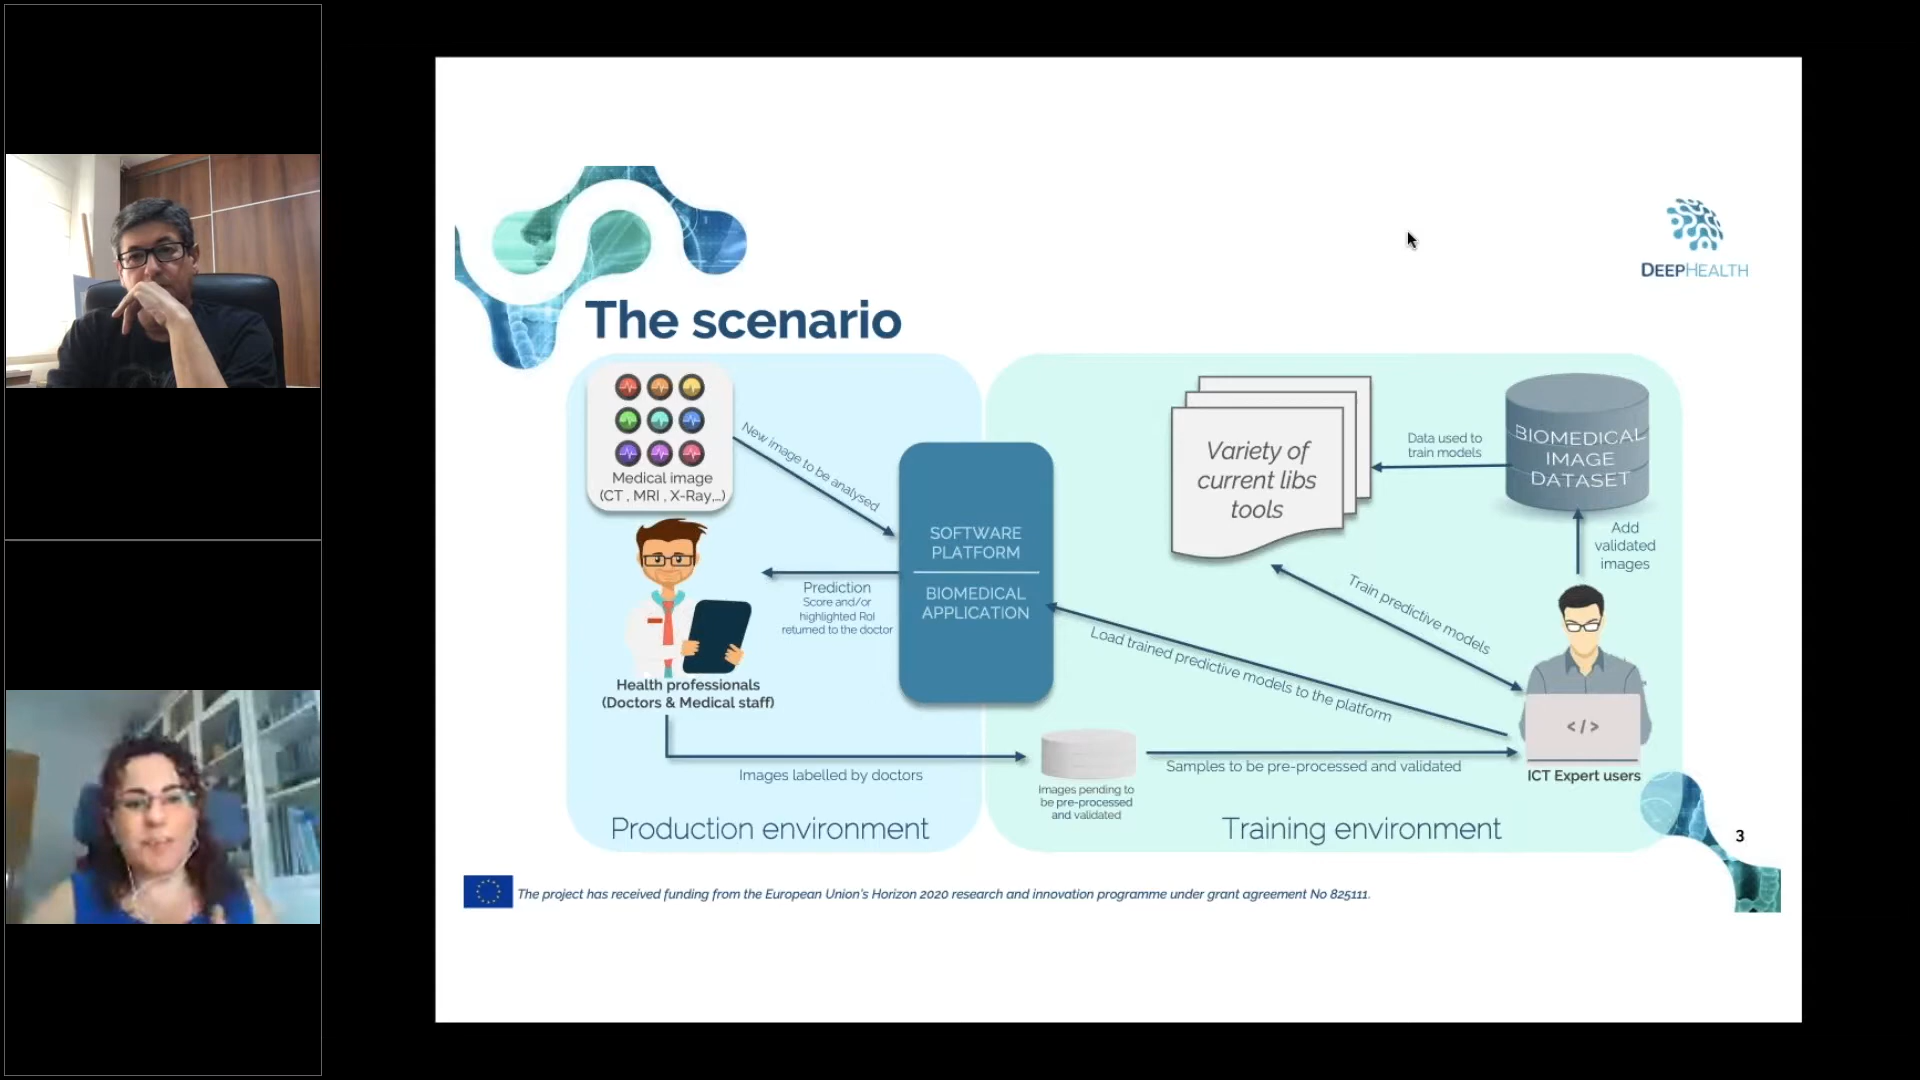 DEEPHEALTH
The scenario
Medical image
(CT , MRI , X-Ray,...)
New image to be analysed
Health professionals
(Doctors & Medical staff)
Prediction
Score and/or
highlighted RoI
returned to the doctor
SOFTWARE
PLATFORM
BIOMEDICAL
APPLICATION
Images labelled by doctors
Production environment
Variety of
current libs
tools
Data used to
train models
BIOMEDICAL
IMAGE
DATASET
Add
validated
images
Train predictive models
Load trained predictive models to the platform
Images pending to
be pre-processed
and validated
Samples to be pre-processed and validated
</>
ICT Expert users
Training environment
3
The project has received funding from the European Union's Horizon 2020 research and innovation programme under grant agreement No 825111.